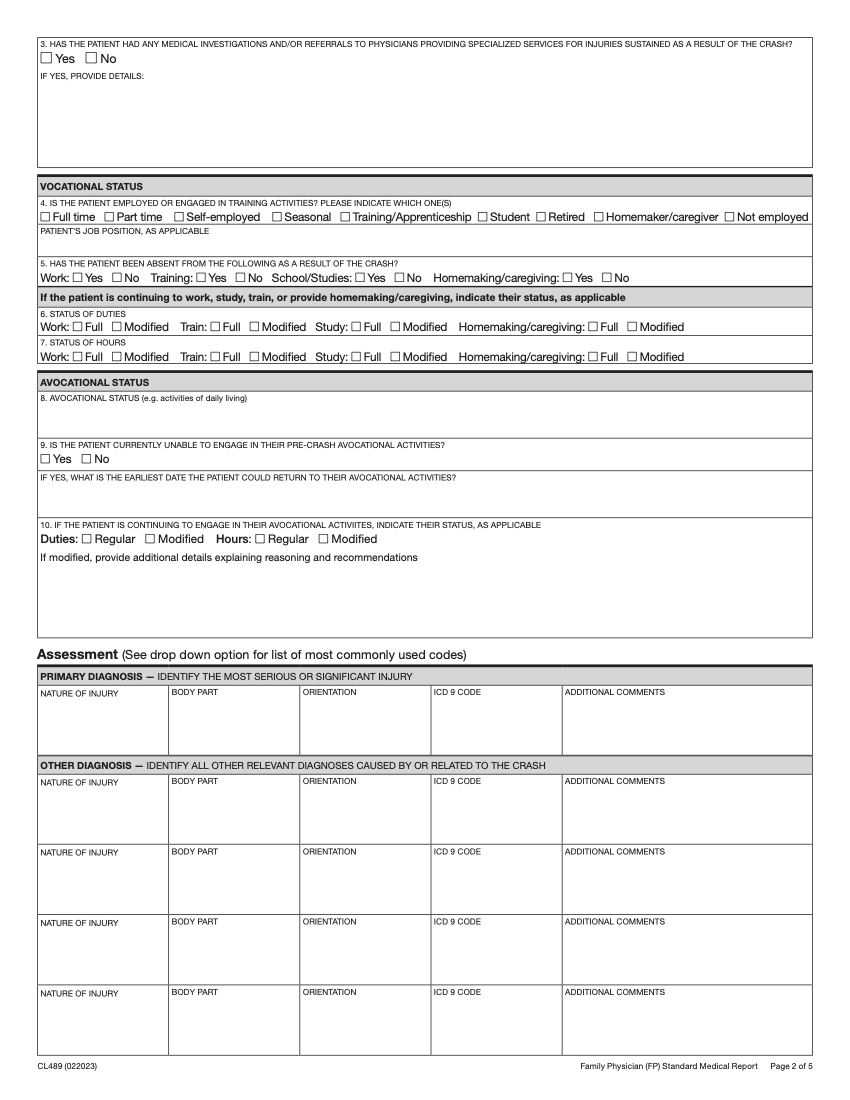 3. HAS THE PATIENT HAD ANY MEDICAL INVESTIGATIONS AND/OR REFERRALS TO PHYSICIANS PROVIDING SPECIALIZED SERVICES FOR INJURIES SUSTAINED AS A RESULT OF THE CRASH?
☐ Yes ☐ No
IF YES, PROVIDE DETAILS:
VOCATIONAL STATUS
4. IS THE PATIENT EMPLOYED OR ENGAGED IN TRAINING ACTIVITIES? PLEASE INDICATE WHICH ONE(S)
☐ Full time ☐ Part time ☐ Self-employed ☐ Seasonal ☐ Training/Apprenticeship ☐ Student ☐ Retired ☐ Homemaker/caregiver ☐ Not employed
PATIENT'S JOB POSITION, AS APPLICABLE
5. HAS THE PATIENT BEEN ABSENT FROM THE FOLLOWING AS A RESULT OF THE CRASH?
Work: ☐ Yes ☐ No Training: ☐ Yes ☐ No School/Studies: ☐ Yes ☐ No Homemaking/caregiving: ☐ Yes ☐ No
If the patient is continuing to work, study, train, or provide homemaking/caregiving, indicate their status, as applicable
6. STATUS OF DUTIES
Work: ☐ Full ☐ Modified Train: ☐ Full ☐ Modified Study: ☐ Full ☐ Modified Homemaking/caregiving: ☐ Full ☐ Modified
7. STATUS OF HOURS
Work: ☐ Full ☐ Modified Train: ☐ Full ☐ Modified Study: ☐ Full ☐ Modified Homemaking/caregiving: ☐ Full ☐ Modified
AVOCATIONAL STATUS
8. AVOCATIONAL STATUS (e.g. activities of daily living)
9. IS THE PATIENT CURRENTLY UNABLE TO ENGAGE IN THEIR PRE-CRASH AVOCATIONAL ACTIVITIES?
☐ Yes ☐ No
IF YES, WHAT IS THE EARLIEST DATE THE PATIENT COULD RETURN TO THEIR AVOCATIONAL ACTIVITIES?
10. IF THE PATIENT IS CONTINUING TO ENGAGE IN THEIR AVOCATIONAL ACTIVIITES, INDICATE THEIR STATUS, AS APPLICABLE
Duties: ☐ Regular ☐ Modified Hours: ☐ Regular ☐ Modified
If modified, provide additional details explaining reasoning and recommendations
Assessment (See drop down option for list of most commonly used codes)
PRIMARY DIAGNOSIS — IDENTIFY THE MOST SERIOUS OR SIGNIFICANT INJURY
NATURE OF INJURY BODY PART ORIENTATION ICD 9 CODE ADDITIONAL COMMENTS
OTHER DIAGNOSIS — IDENTIFY ALL OTHER RELEVANT DIAGNOSES CAUSED BY OR RELATED TO THE CRASH
NATURE OF INJURY BODY PART ORIENTATION ICD 9 CODE ADDITIONAL COMMENTS
NATURE OF INJURY BODY PART ORIENTATION ICD 9 CODE ADDITIONAL COMMENTS
NATURE OF INJURY BODY PART ORIENTATION ICD 9 CODE ADDITIONAL COMMENTS
NATURE OF INJURY BODY PART ORIENTATION ICD 9 CODE ADDITIONAL COMMENTS
CL489 (022023) Family Physician (FP) Standard Medical Report Page 2 of 5